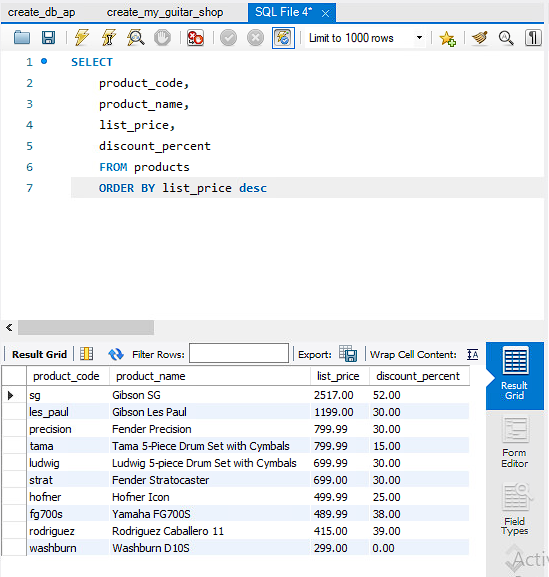 create_db_ap create_my_guitar_shop SQL File 4* ×
Limit to 1000 rows
1 SELECT
2 product_code,
3 product_name,
4 list_price,
5 discount_percent
6 FROM products
7 ORDER BY list_price desc
Result Grid Filter Rows: Export: Wrap Cell Content:
product_code product_name list_price discount_percent
sg Gibson SG 2517.00 52.00
les_paul Gibson Les Paul 1199.00 30.00
precision Fender Precision 799.99 30.00
tama Tama 5-Piece Drum Set with Cymbals 799.99 15.00
ludwig Ludwig 5-piece Drum Set with Cymbals 699.99 30.00
strat Fender Stratocaster 699.00 30.00
hofner Hofner Icon 499.99 25.00
fg700s Yamaha FG700S 489.99 38.00
rodriguez Rodriguez Caballero 11 415.00 39.00
washburn Washburn D10S 299.00 0.00
Result
Grid
Form
Editor
Field
Types